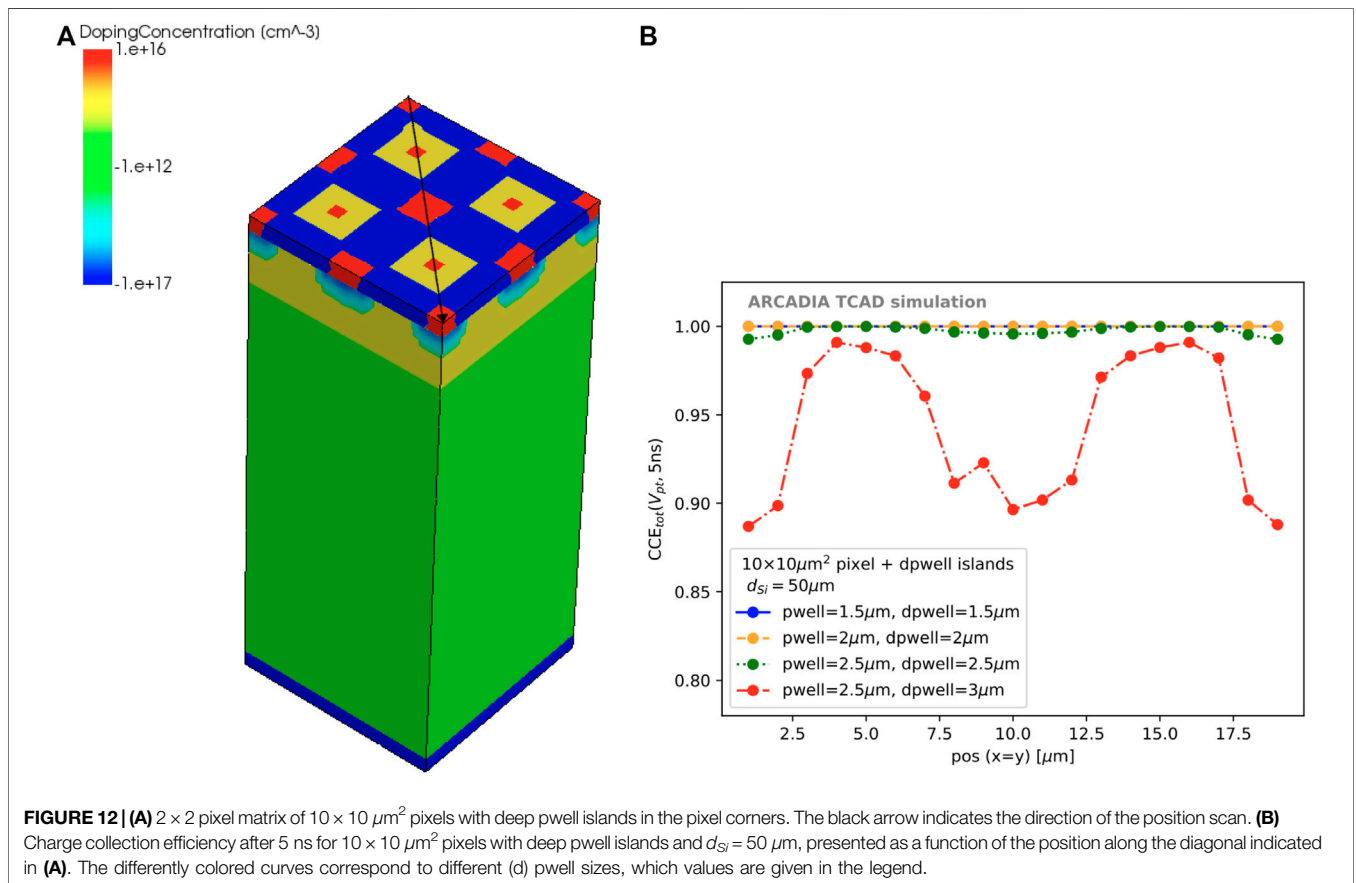 A DopingConcentration (cm^-3)
1.e+16
-1.e+12
-1.e+17
B
ARCADIA TCAD simulation
1.00
0.95
0.90
0.85
0.80
CCE_tot(V_pt, 5ns)
10×10μm² pixel + dpwell islands
d_Si = 50μm
pwell=1.5μm, dpwell=1.5μm
pwell=2μm, dpwell=2μm
pwell=2.5μm, dpwell=2.5μm
pwell=2.5μm, dpwell=3μm
2.5 5.0 7.5 10.0 12.5 15.0 17.5
pos (x=y) [μm]
FIGURE 12 | (A) 2 × 2 pixel matrix of 10 × 10 μm² pixels with deep pwell islands in the pixel corners. The black arrow indicates the direction of the position scan. (B)
Charge collection efficiency after 5 ns for 10 × 10 μm² pixels with deep pwell islands and d_Si = 50 μm, presented as a function of the position along the diagonal indicated
in (A). The differently colored curves correspond to different (d) pwell sizes, which values are given in the legend.